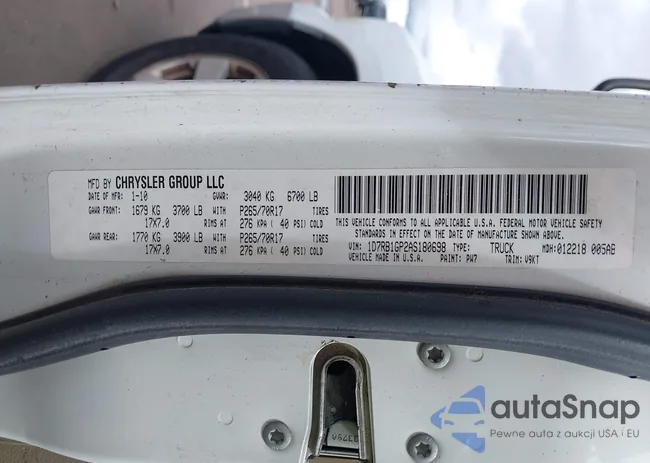 MFD BY CHRYSLER GROUP LLC
DATE OF MFR: 1-10 GVWR: 3040 KG 6700 LB
GAWR FRONT: 1679 KG 3700 LB P265/70R17 TIRES
17X7.0 RIMS AT 276 KPA ( 40 PSI) COLD
GAWR REAR: 1770 KG 3900 LB P265/70R17 TIRES
17X7.0 RIMS AT 276 KPA ( 40 PSI) COLD
THIS VEHICLE CONFORMS TO ALL APPLICABLE U.S.A. FEDERAL MOTOR VEHICLE SAFETY
STANDARDS IN EFFECT ON THE DATE OF MANUFACTURE SHOWN ABOVE.
VIN: 1D7RB1GP2AS180698 TYPE: TRUCK MDH:012218 006AB
VEHICLE MADE IN U.S.A. PAINT: PW7 TRIM: V9KT
autoSnap
Pewne auta z aukcji USA i EU